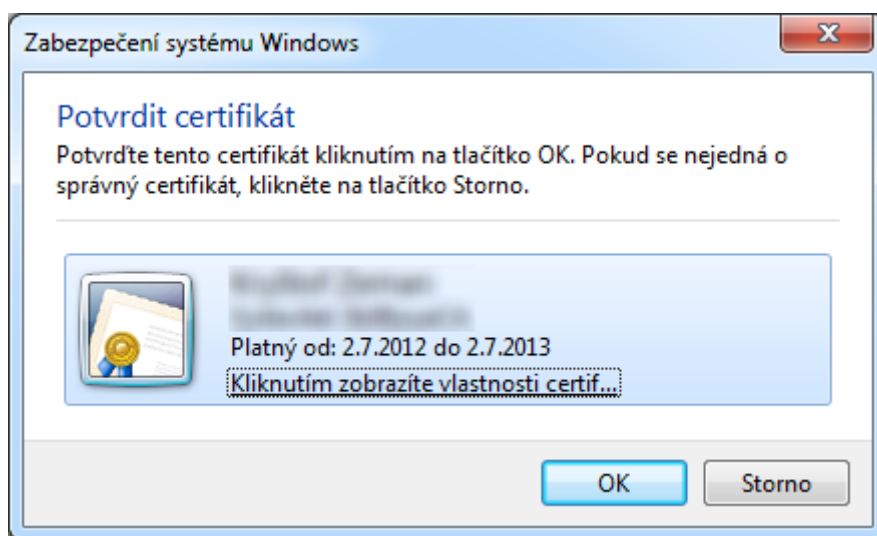 Zabezpečení systému Windows
Potvrdit certifikát
Potvrďte tento certifikát kliknutím na tlačítko OK. Pokud se nejedná o
správný certifikát, klikněte na tlačítko Storno.
Platný od: 2.7.2012 do 2.7.2013
Kliknutím zobrazíte vlastnosti certif...
OK
Storno